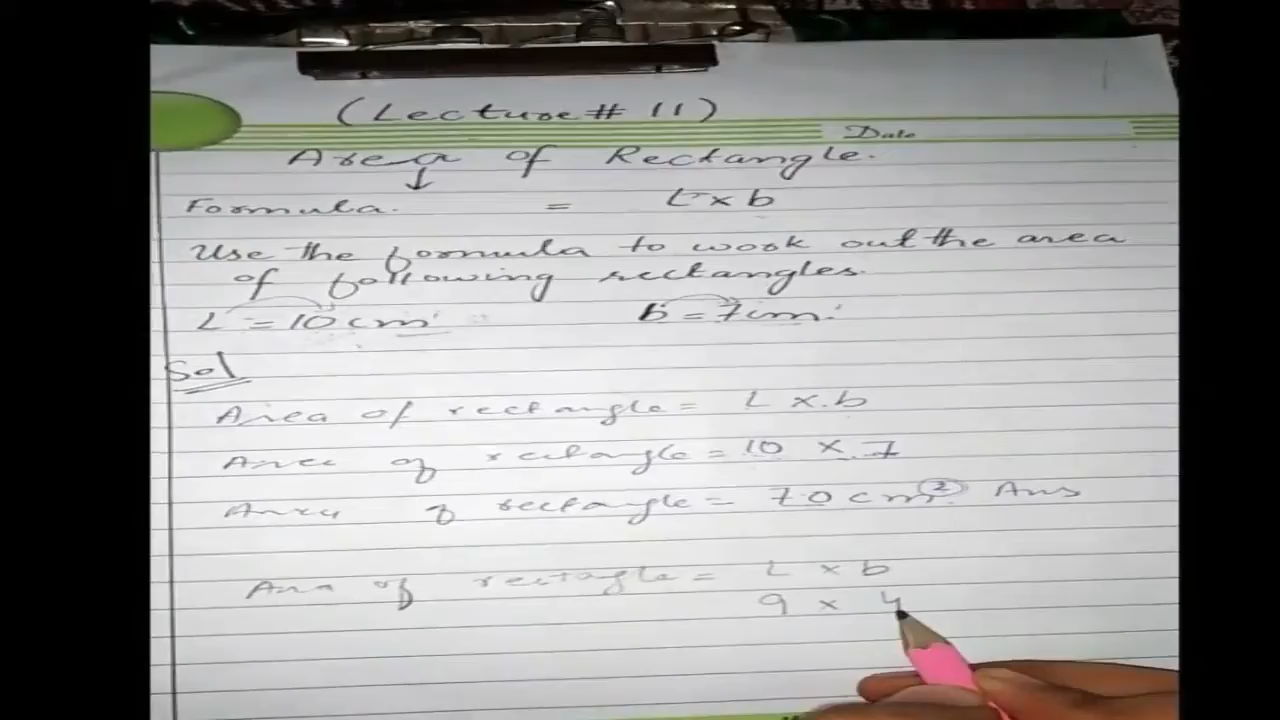 (Lecture # 11)
Date
Area of Rectangle.
Formula. = L × b
Use the formula to work out the area
of following rectangles.
L = 10cm b = 7cm
Sol
Area of rectangle = L × b
Area of rectangle = 10 × 7
Area of rectangle = 70 cm² Ans
Area of rectangle = L × b
9 × 4